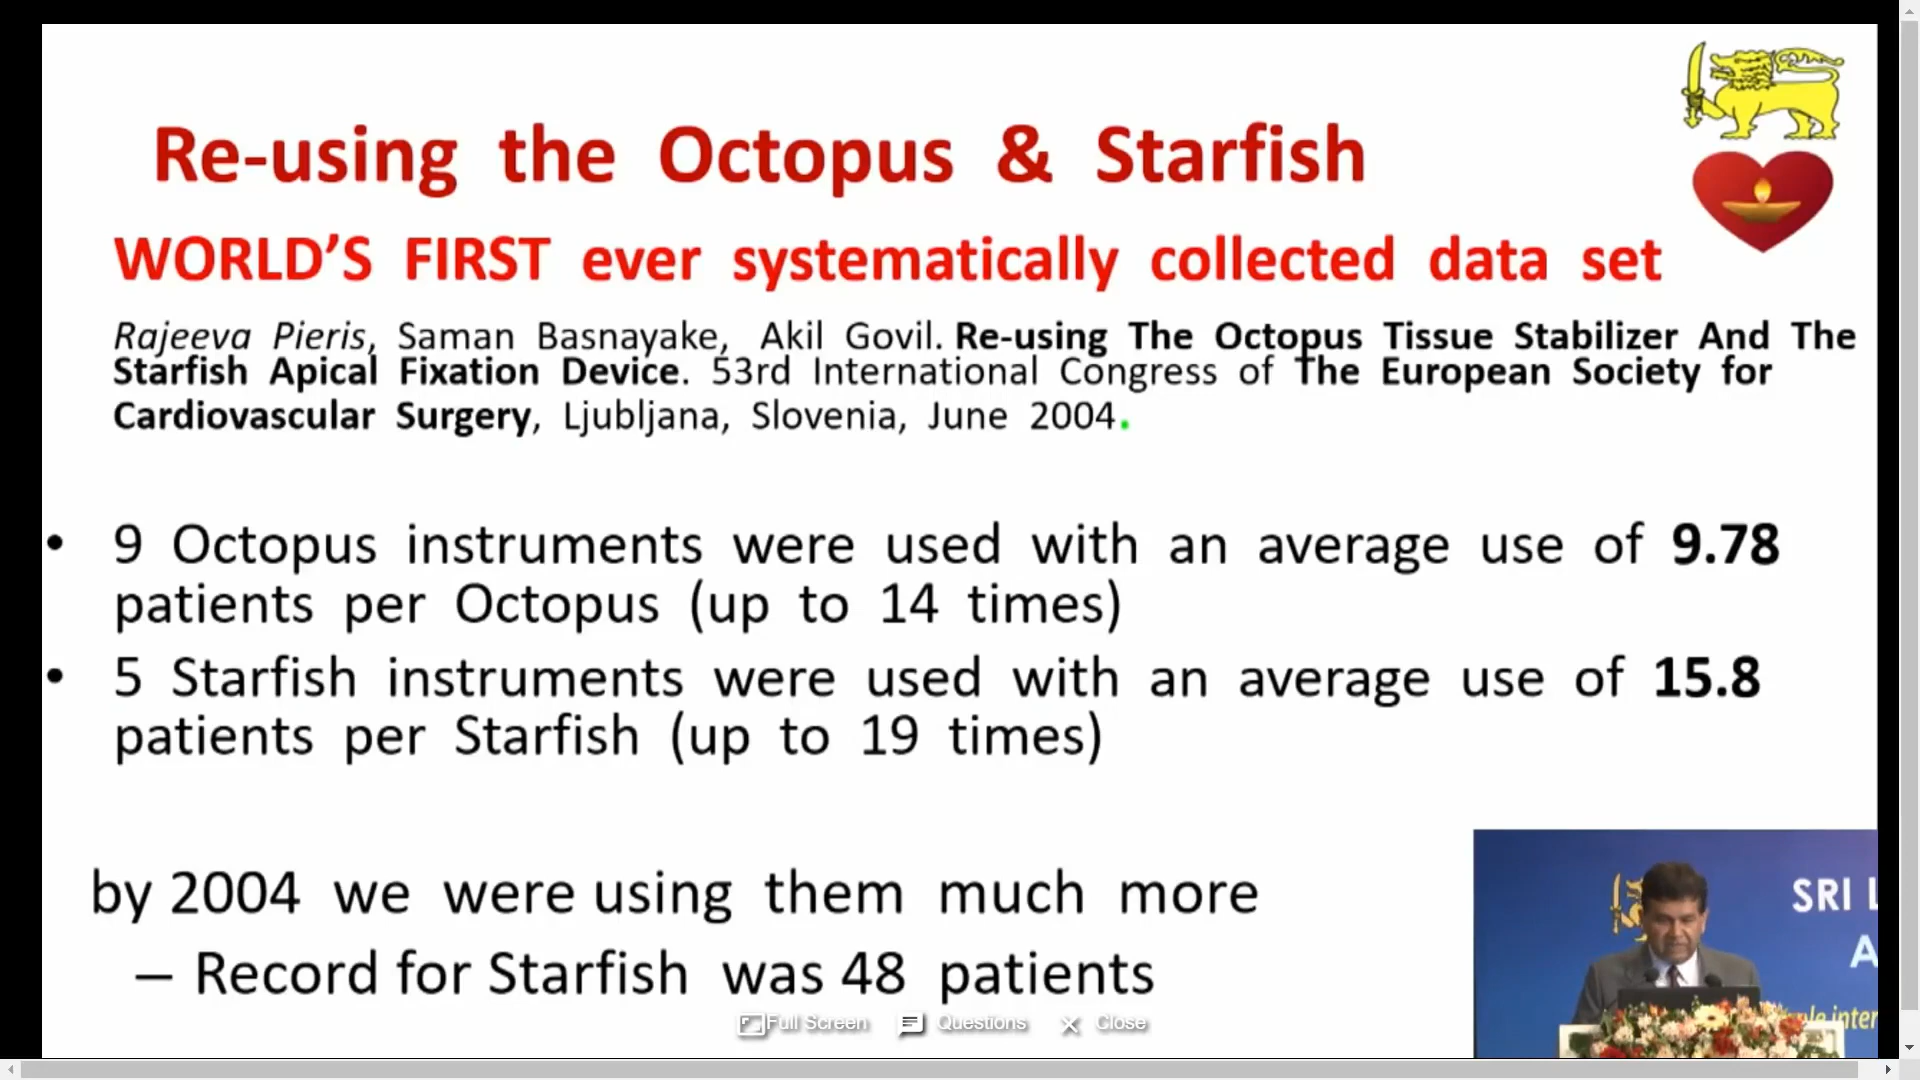 Re-using the Octopus & Starfish
WORLD'S FIRST ever systematically collected data set
Rajeeva Pieris, Saman Basnayake, Akil Govil. Re-using The Octopus Tissue Stabilizer And The
Starfish Apical Fixation Device. 53rd International Congress of The European Society for
Cardiovascular Surgery, Ljubljana, Slovenia, June 2004.
• 9 Octopus instruments were used with an average use of 9.78
patients per Octopus (up to 14 times)
• 5 Starfish instruments were used with an average use of 15.8
patients per Starfish (up to 19 times)
by 2004 we were using them much more
– Record for Starfish was 48 patients
SRI L
A
inter
Full Screen Questions Close